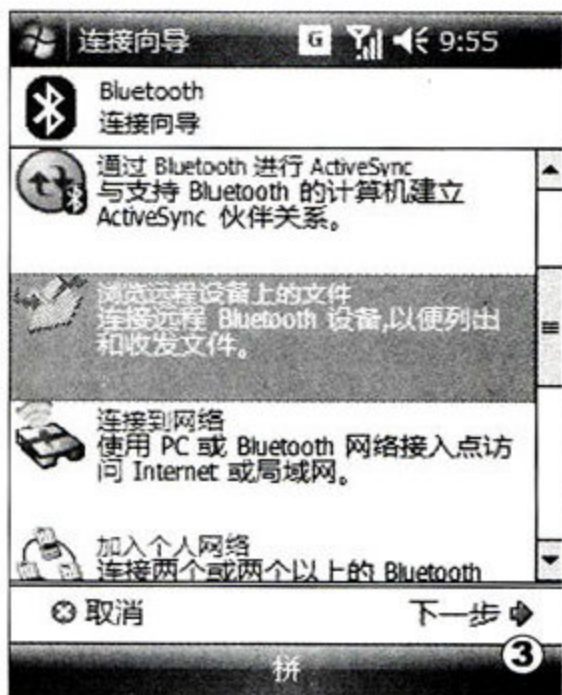 连接向导 G 9:55
Bluetooth
连接向导
通过 Bluetooth 进行 ActiveSync
与支持 Bluetooth 的计算机建立
ActiveSync 伙伴关系。
浏览远程设备上的文件
连接远程 Bluetooth 设备,以便列出
和收发文件。
连接到网络
使用 PC 或 Bluetooth 网络接入点访
问 Internet 或局域网。
加入个人网络
连接两个或两个以上的 Bluetooth
取消 下一步
③
拼